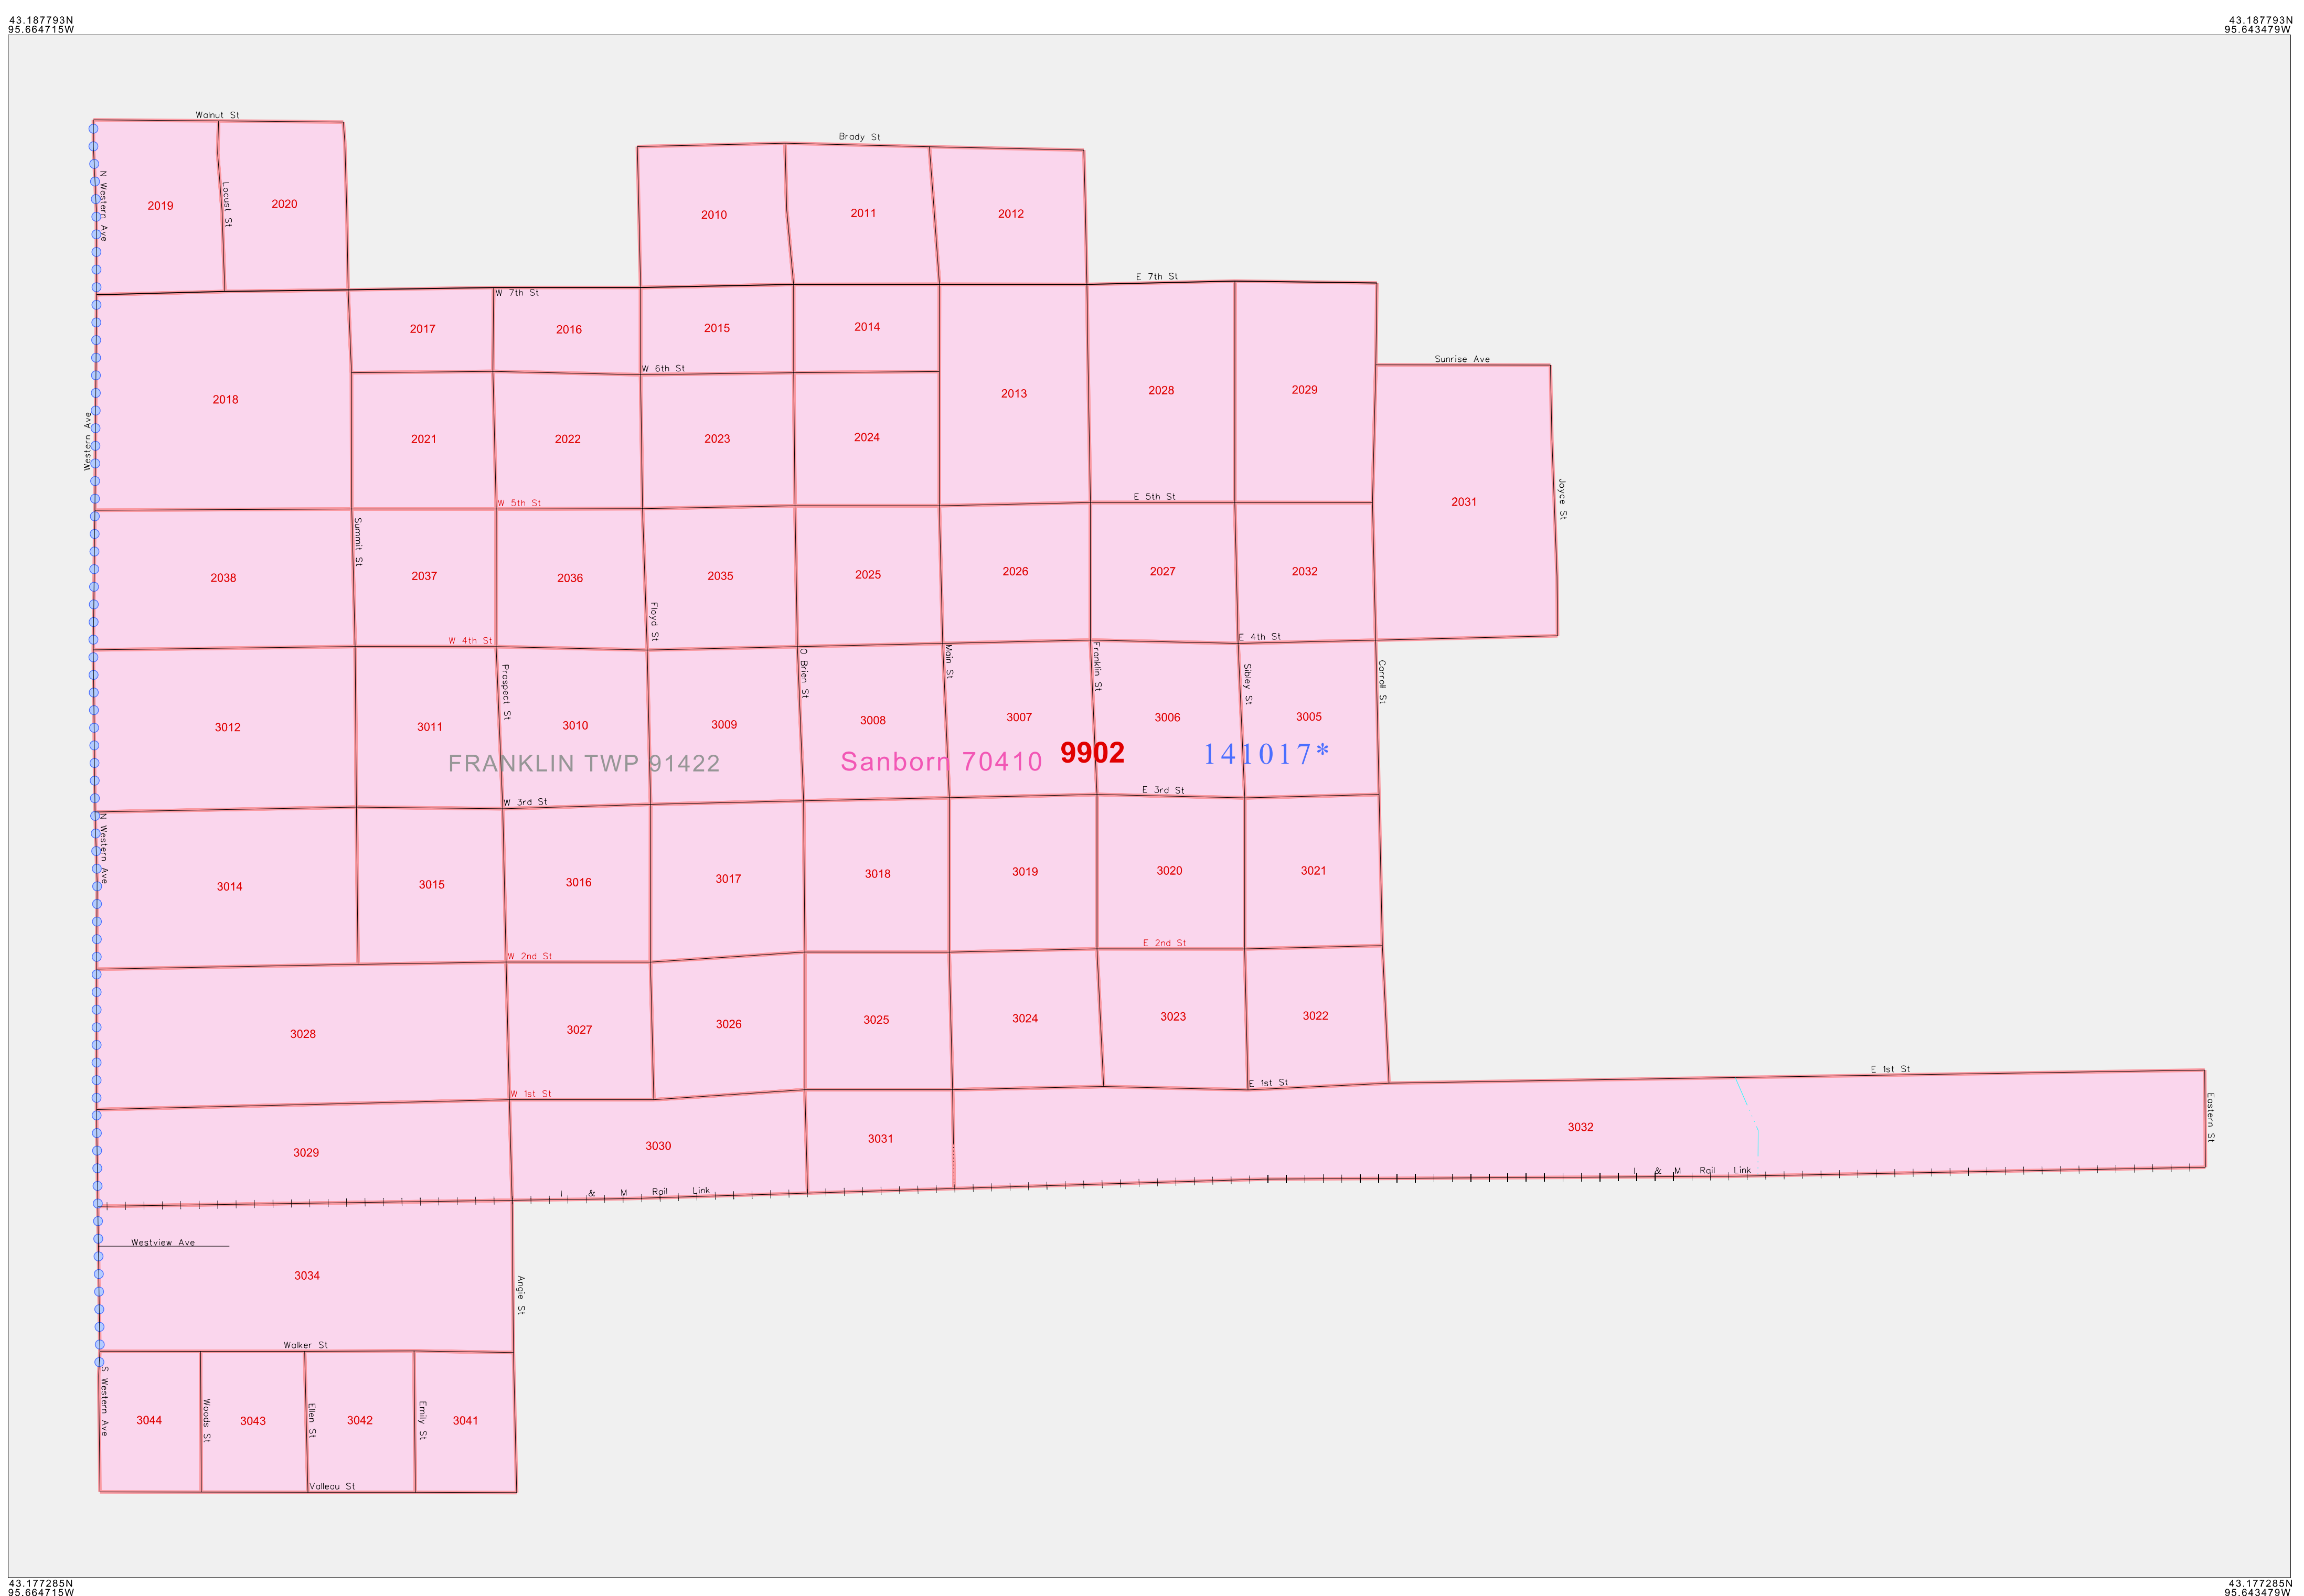 43.187793N
95.664715W
43.187793N
95.643479W
Walnut St
Brady St
N Western Ave
Locust St
2019
2020
2010
2011
2012
E 7th St
W 7th St
2017
2016
2015
2014
Sunrise Ave
W 6th St
2018
2013
2028
2029
Western Ave
2021
2022
2023
2024
W 5th St
E 5th St
2031
Joyce St
Summit St
2038
2037
2036
2035
2025
2026
2027
2032
Floyd St
W 4th St
E 4th St
Prospect St
O Brien St
Main St
Franklin St
Sibley St
Carroll St
3012
3011
3010
3009
3008
3007
3006
3005
FRANKLIN TWP 91422
Sanborn 70410
9902
141017*
W 3rd St
E 3rd St
N Western Ave
3014
3015
3016
3017
3018
3019
3020
3021
W 2nd St
E 2nd St
3028
3027
3026
3025
3024
3023
3022
W 1st St
E 1st St
E 1st St
Eastern St
3029
3030
3031
3032
I & M Rail Link
I & M Rail Link
Westview Ave
3034
Angie St
Walker St
S Western Ave
Woods St
Ellen St
Emily St
3044
3043
3042
3041
Valleau St
43.177285N
95.664715W
43.177285N
95.643479W